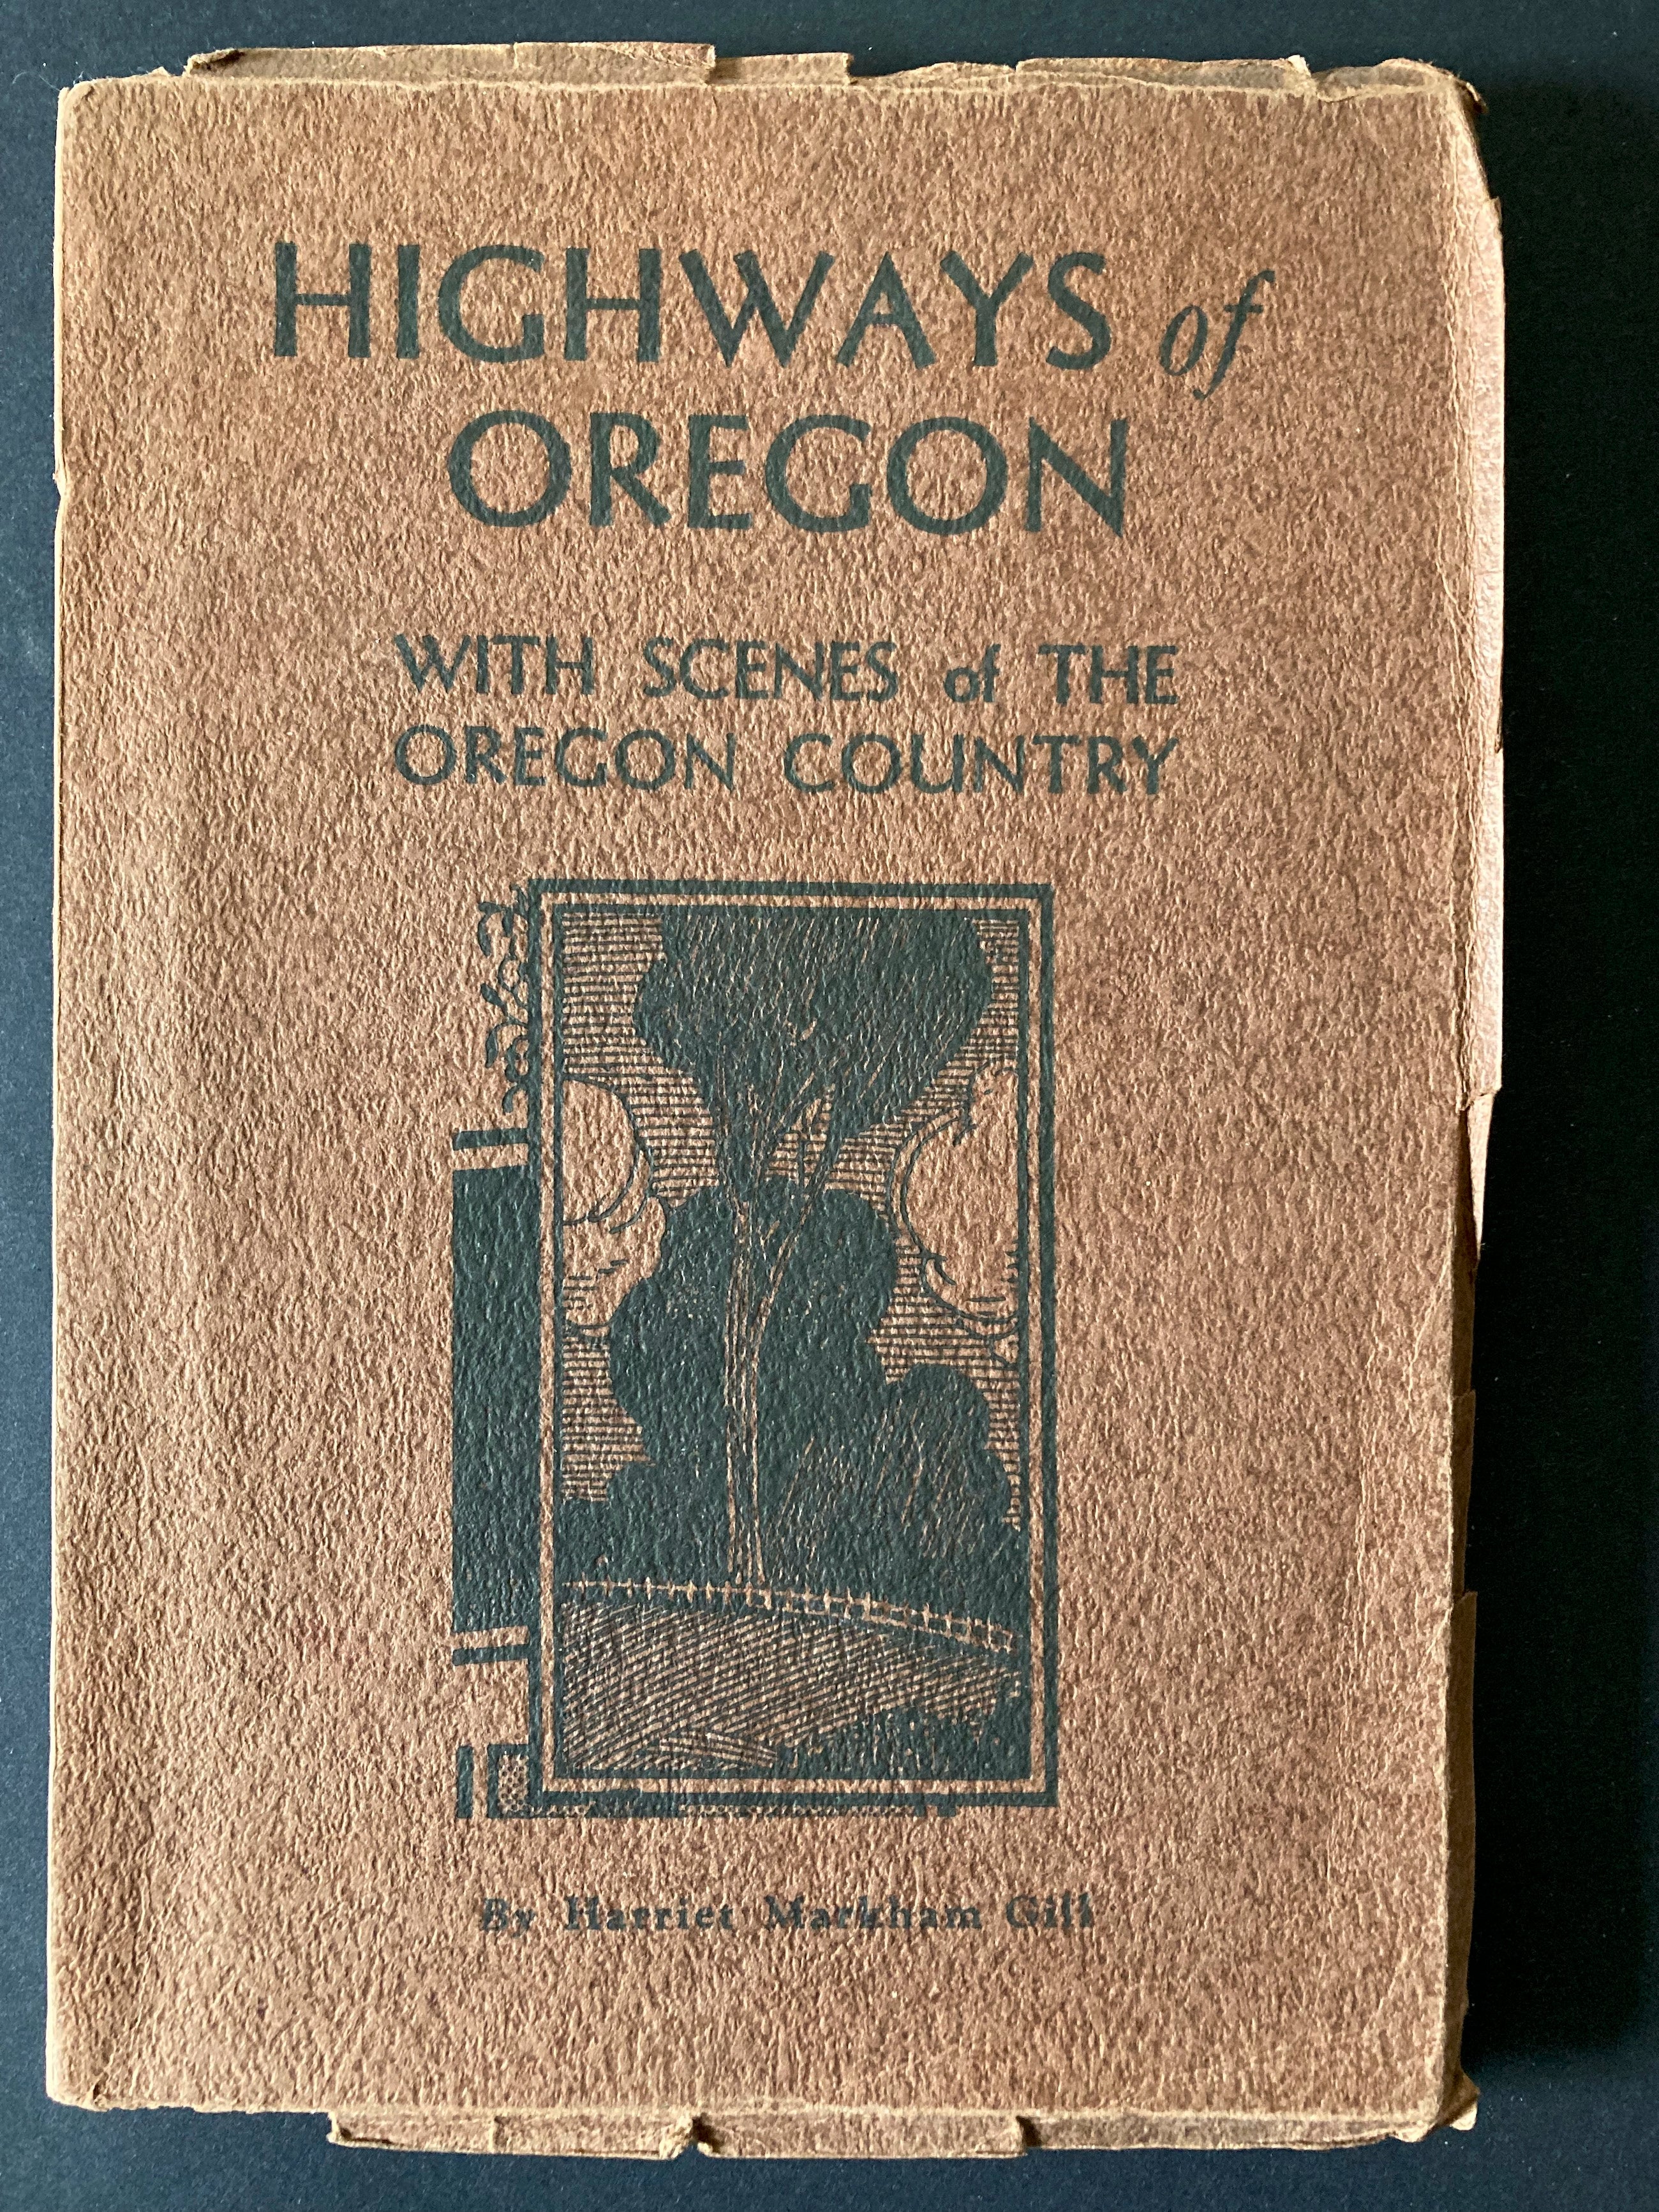 HIGHWAYS of
OREGON
WITH SCENES of THE
OREGON COUNTRY
By Harriet Markham Gill